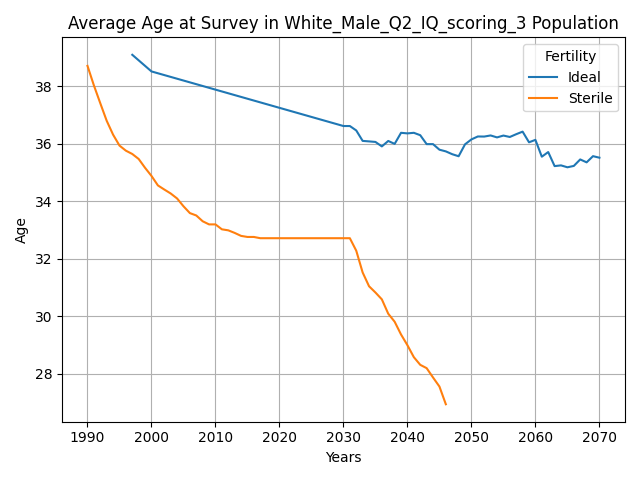 Average Age at Survey in White_Male_Q2_IQ_scoring_3 Population
Fertility
Ideal
Sterile
Age
38
36
34
32
30
28
1990 2000 2010 2020 2030 2040 2050 2060 2070
Years